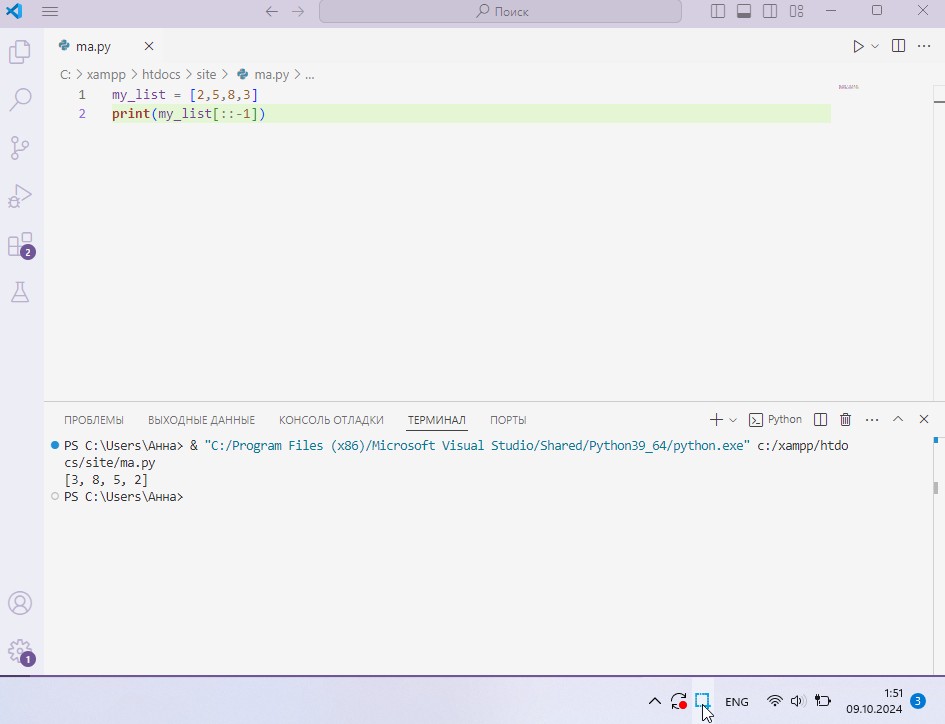 Поиск
ma.py
C: > xampp > htdocs > site > ma.py > ...
1 my_list = [2,5,8,3]
2 print(my_list[::-1])
2
ПРОБЛЕМЫ ВЫХОДНЫЕ ДАННЫЕ КОНСОЛЬ ОТЛАДКИ ТЕРМИНАЛ ПОРТЫ
Python
PS C:\Users\Анна> & "C:/Program Files (x86)/Microsoft Visual Studio/Shared/Python39_64/python.exe" c:/xampp/htdo
cs/site/ma.py
[3, 8, 5, 2]
PS C:\Users\Анна>
1
ENG
1:51
09.10.2024
3